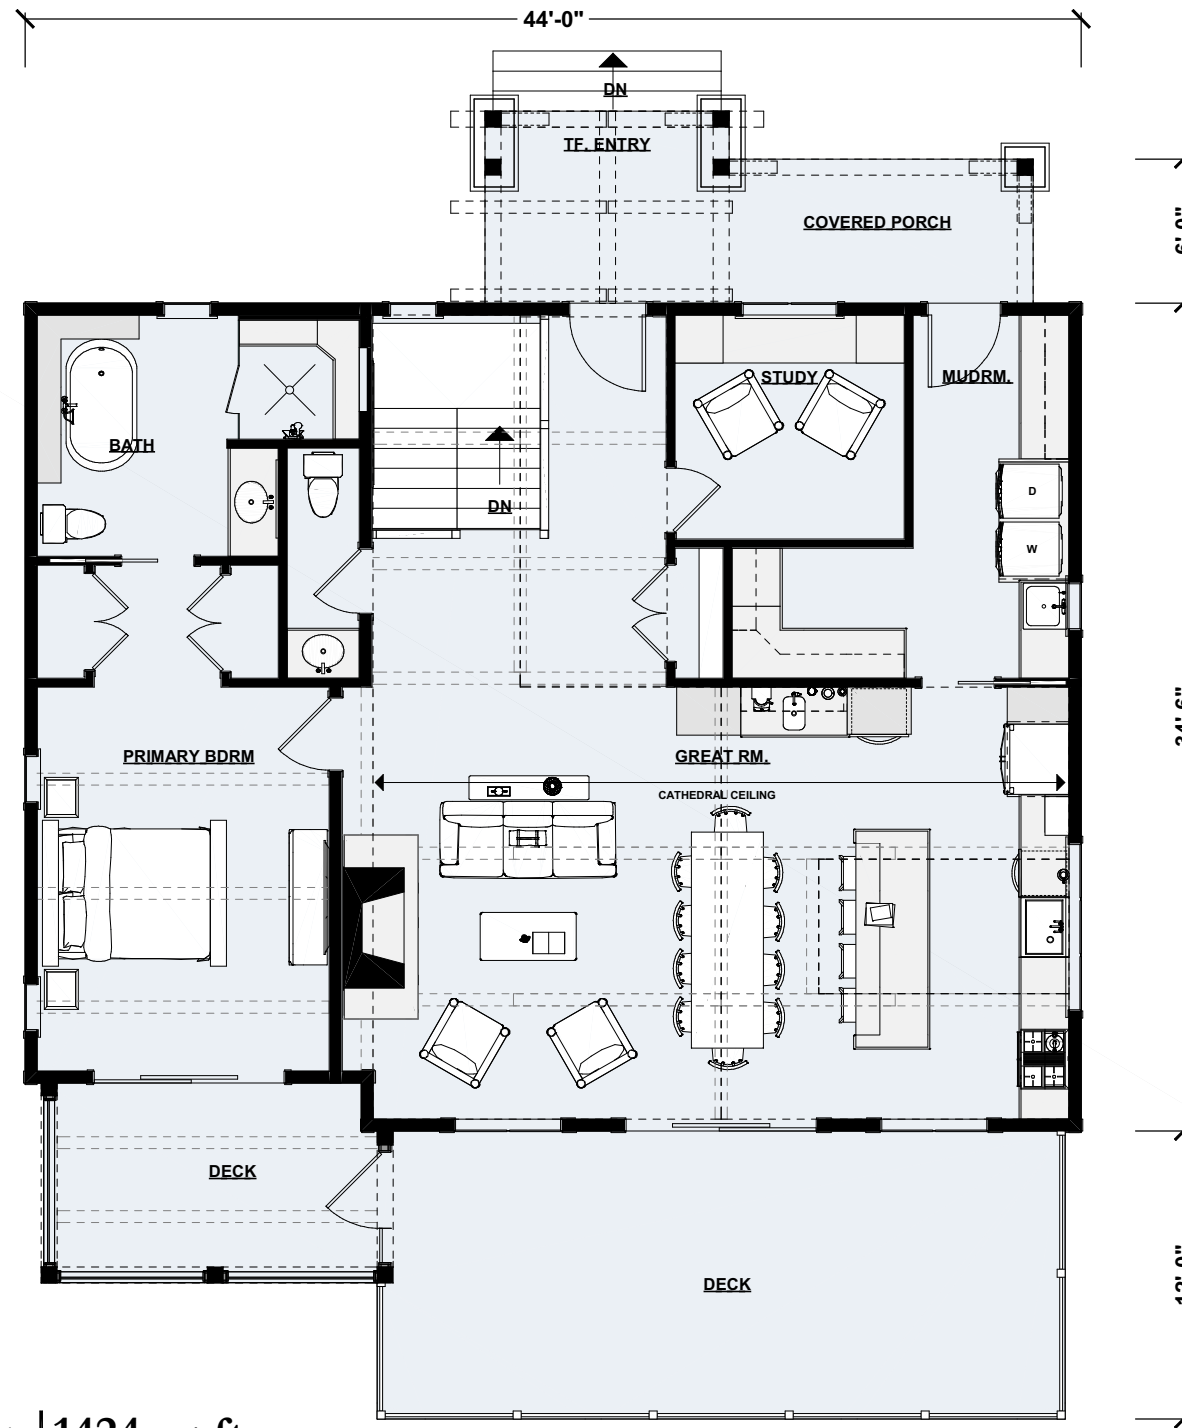 44'-0"
DN
TF. ENTRY
COVERED PORCH
STUDY
MUDRM.
BATH
D
DN
W
PRIMARY BDRM
GREAT RM.
CATHEDRAL CEILING
DECK
DECK